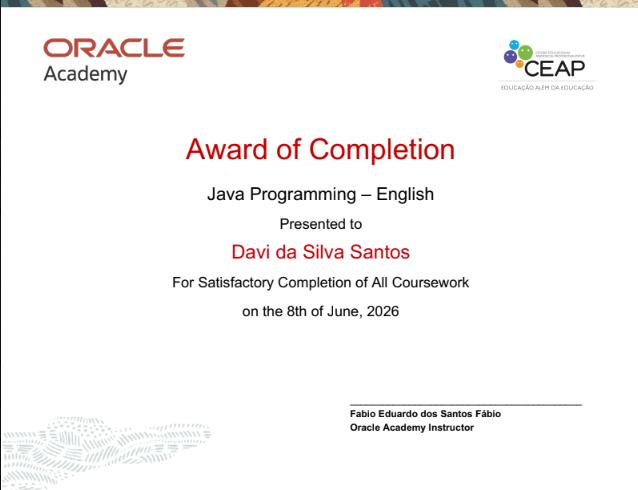 ORACLE
Academy
CEAP
EDUCAÇÃO ALÉM DA EDUCAÇÃO
Award of Completion
Java Programming – English
Presented to
Davi da Silva Santos
For Satisfactory Completion of All Coursework
on the 8th of June, 2026
Fabio Eduardo dos Santos Fábio
Oracle Academy Instructor